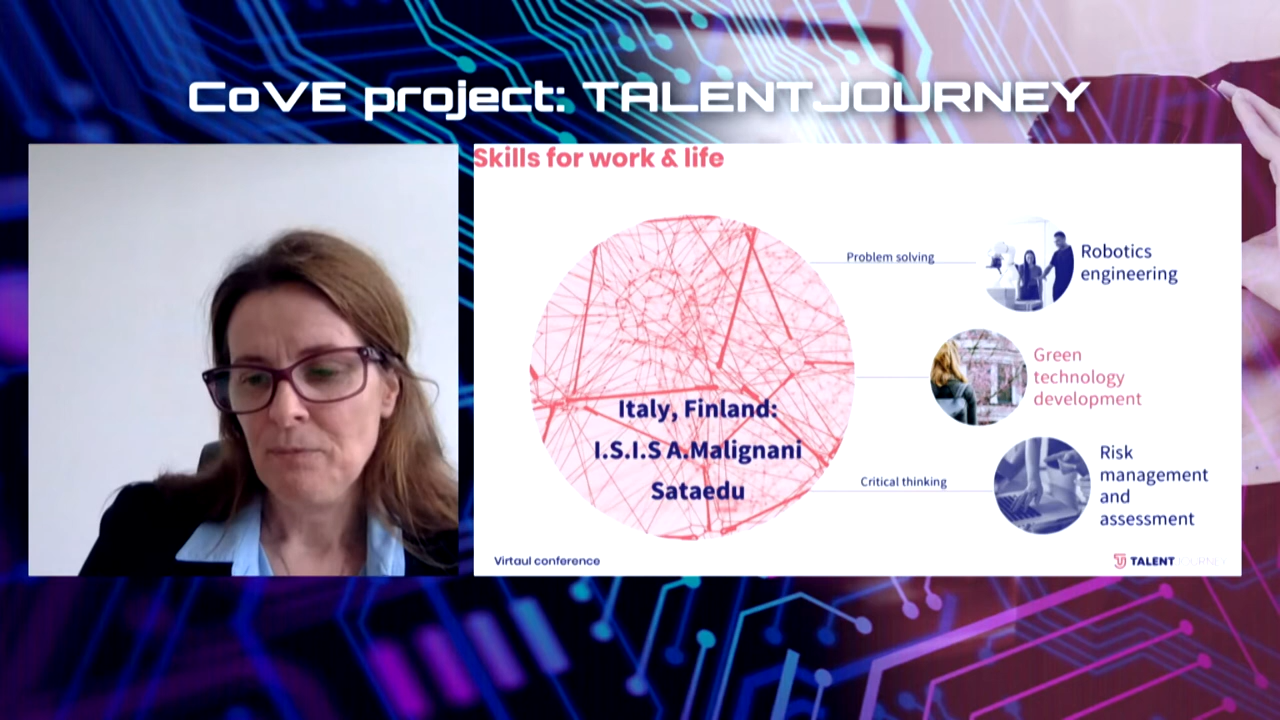 CoVE project: TALENTJOURNEY
Skills for work & life
Problem solving
Robotics
engineering
Italy, Finland:
I.S.I.S A.Malignani
Sataedu
Green
technology
development
Critical thinking
Risk
management
and
assessment
Virtaul conference
TALENT JOURNEY